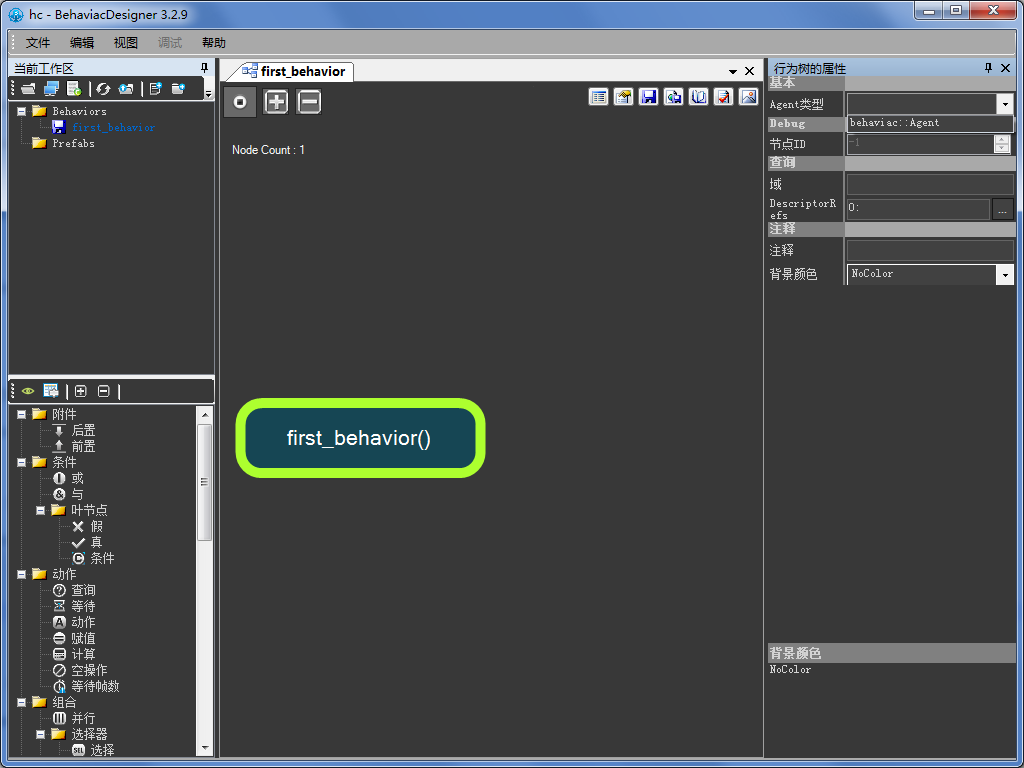 hc - BehaviacDesigner 3.2.9
文件 编辑 视图 调试 帮助
当前工作区
Behaviors
first_behavior
Prefabs
附件
后置
前置
条件
或
与
叶节点
假
真
条件
动作
查询
等待
动作
赋值
计算
空操作
等待帧数
组合
并行
选择器
选择
first_behavior
Node Count : 1
first_behavior()
行为树的属性
基本
Agent类型
behaviac::Agent
Debug
节点ID -1
查询
域
DescriptorR
efs
0: ...
注释
注释
背景颜色 NoColor
背景颜色
NoColor